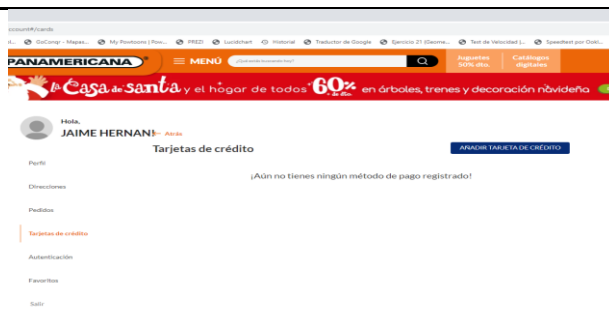 ccount#/cards
GoConqr - Mapas... My Powtoons | Pow... PREZI Lucidchart Historial Traductor de Google Ejercicio 21 (Geome... Test de Velocidad |... Speedtest por Ookl...
PANAMERICANA MENÚ ¿Qué estás buscando hoy? Juguetes 50% dto. Catálogos digitales
la Casa de Santa y el hogar de todos 60% de dto. en árboles, trenes y decoración navideña
Hola,
JAIME HERNAN
Atrás
Tarjetas de crédito
AÑADIR TARJETA DE CRÉDITO
¡Aún no tienes ningún método de pago registrado!
Perfil
Direcciones
Pedidos
Tarjetas de crédito
Autenticación
Favoritos
Salir